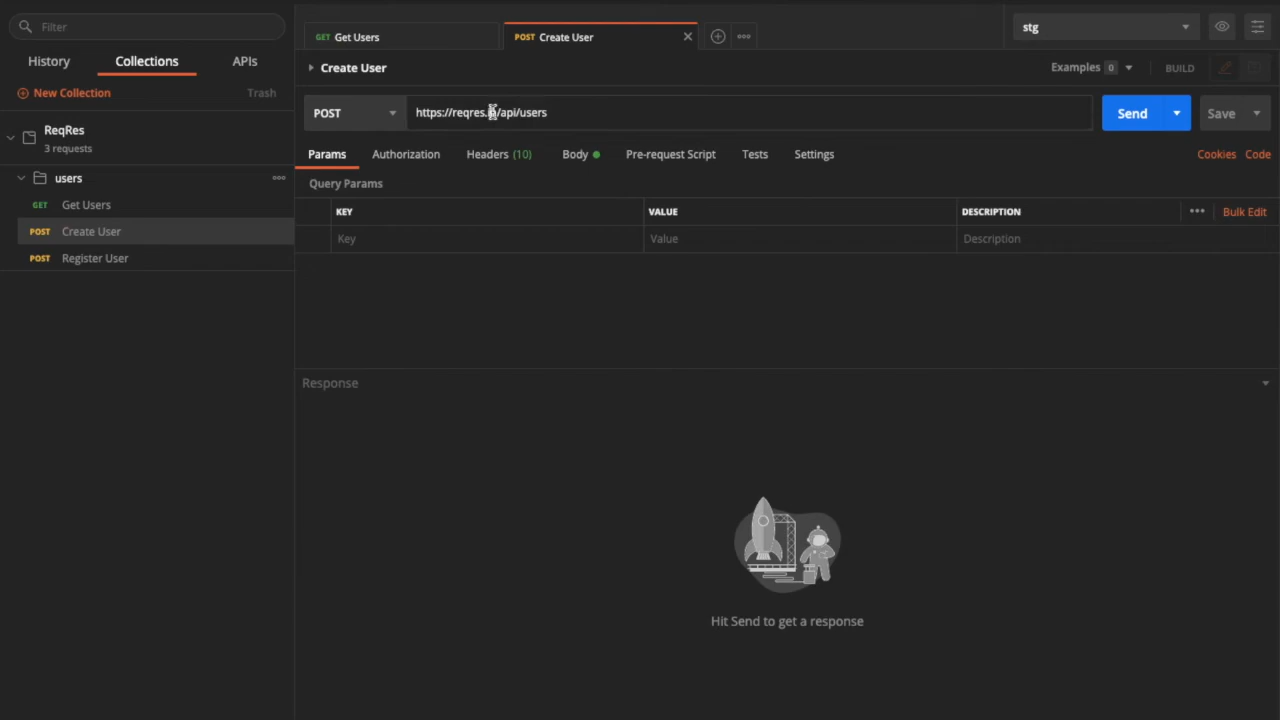 Filter
History Collections APIs
New Collection Trash
ReqRes
3 requests
users
GET Get Users
POST Create User
POST Register User
GET Get Users POST Create User
stg
Create User
Examples 0 BUILD
POST https://reqres.in/api/users Send Save
Params Authorization Headers (10) Body Pre-request Script Tests Settings Cookies Code
Query Params
KEY VALUE DESCRIPTION Bulk Edit
Key Value Description
Response
Hit Send to get a response